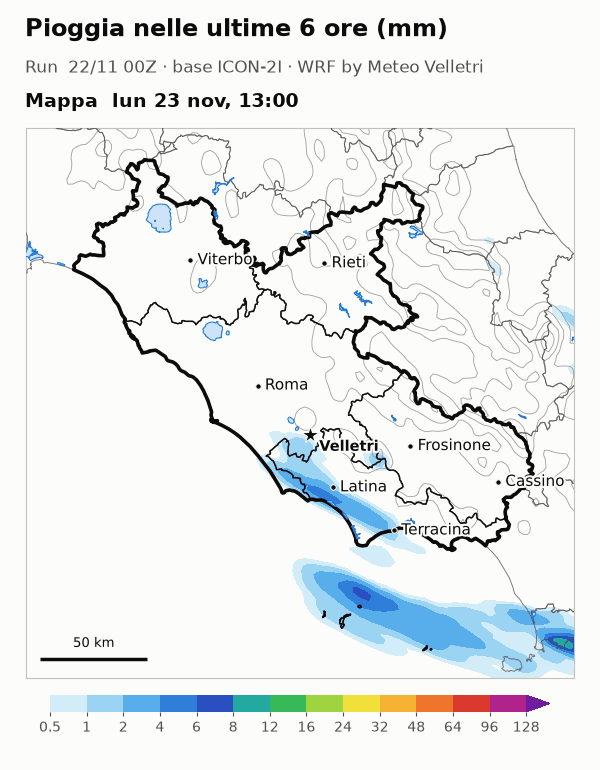 Pioggia nelle ultime 6 ore (mm)
Run 22/11 00Z · base ICON-2I · WRF by Meteo Velletri
Mappa lun 23 nov, 13:00
Viterbo
Rieti
Roma
Velletri
Frosinone
Cassino
Latina
Terracina
50 km
0.5 1 2 4 6 8 12 16 24 32 48 64 96 128